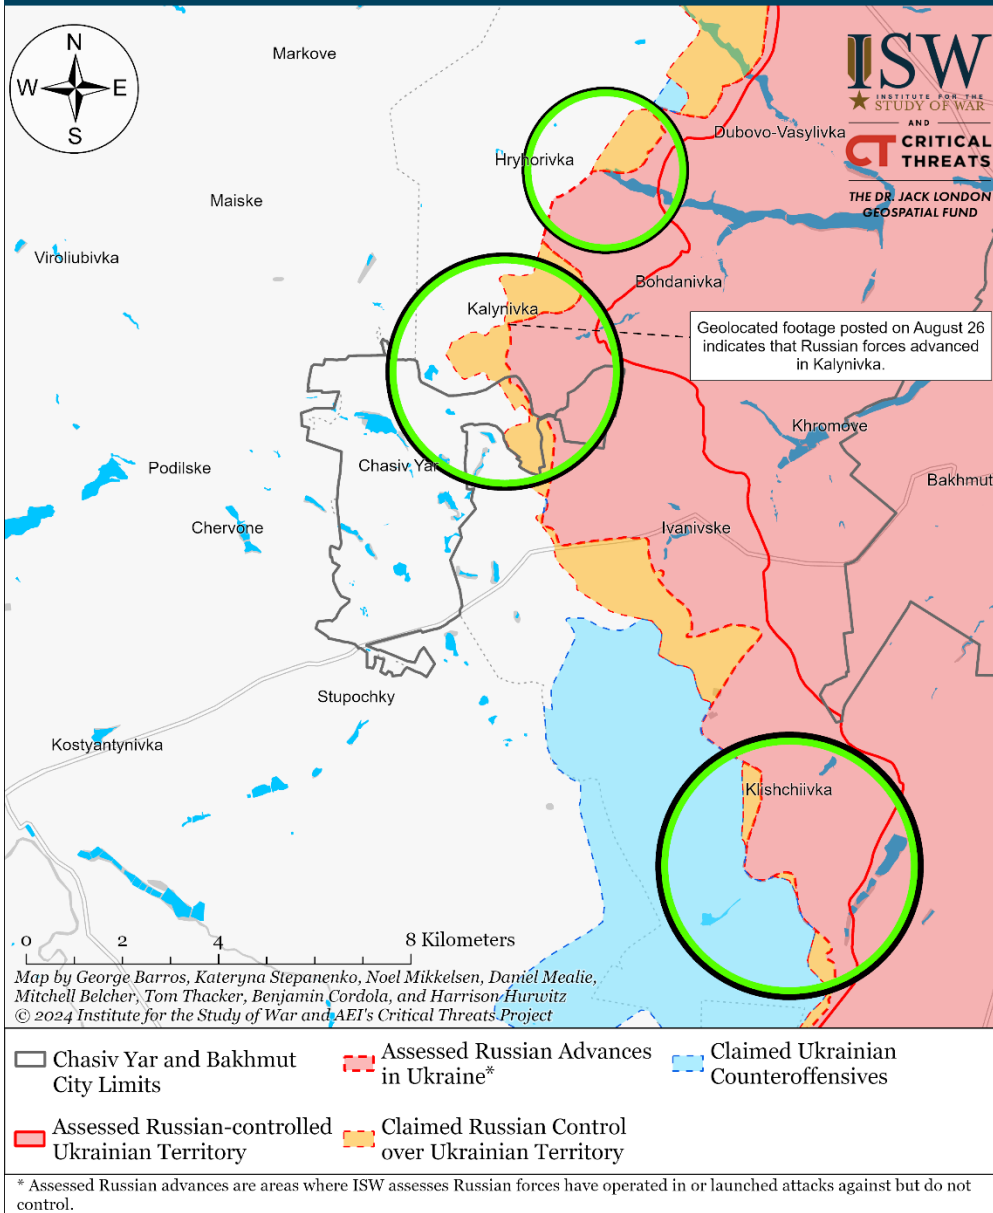 N
W
E
S
Markove
ISW
INSTITUTE FOR THE
STUDY OF WAR
AND
CT CRITICAL
THREATS
THE DR. JACK LONDON
GEOSPATIAL FUND
Dubovo-Vasylivka
Hryhorivka
Maiske
Viroliubivka
Bohdanivka
Kalynivka
Geolocated footage posted on August 26
indicates that Russian forces advanced
in Kalynivka.
Khromove
Podilske
Chasiv Yar
Bakhmut
Chervone
Ivanivske
Stupochky
Kostyantynivka
Klishchiivka
0 2 4 8 Kilometers
Map by George Barros, Kateryna Stepanenko, Noel Mikkelsen, Daniel Mealie,
Mitchell Belcher, Tom Thacker, Benjamin Cordola, and Harrison Hurwitz
© 2024 Institute for the Study of War and AEI's Critical Threats Project
Chasiv Yar and Bakhmut
City Limits
Assessed Russian Advances
in Ukraine*
Claimed Ukrainian
Counteroffensives
Assessed Russian-controlled
Ukrainian Territory
Claimed Russian Control
over Ukrainian Territory
* Assessed Russian advances are areas where ISW assesses Russian forces have operated in or launched attacks against but do not
control.